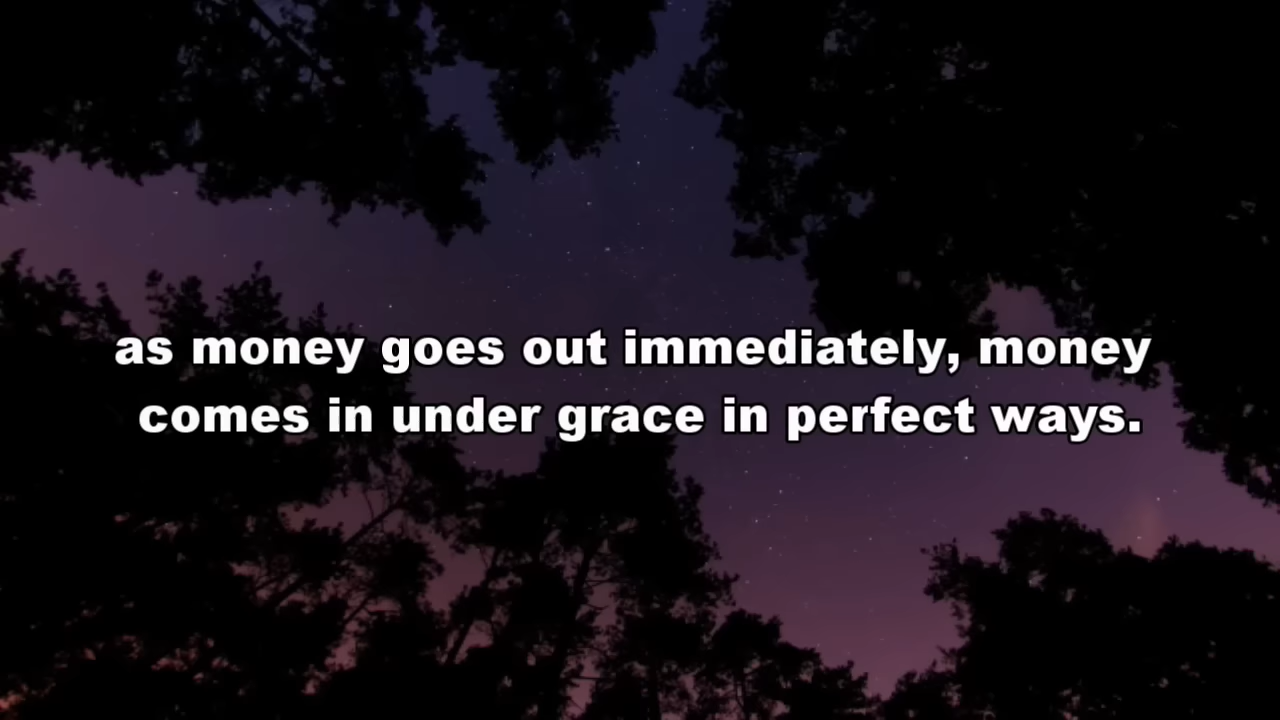 as money goes out immediately, money
comes in under grace in perfect ways.